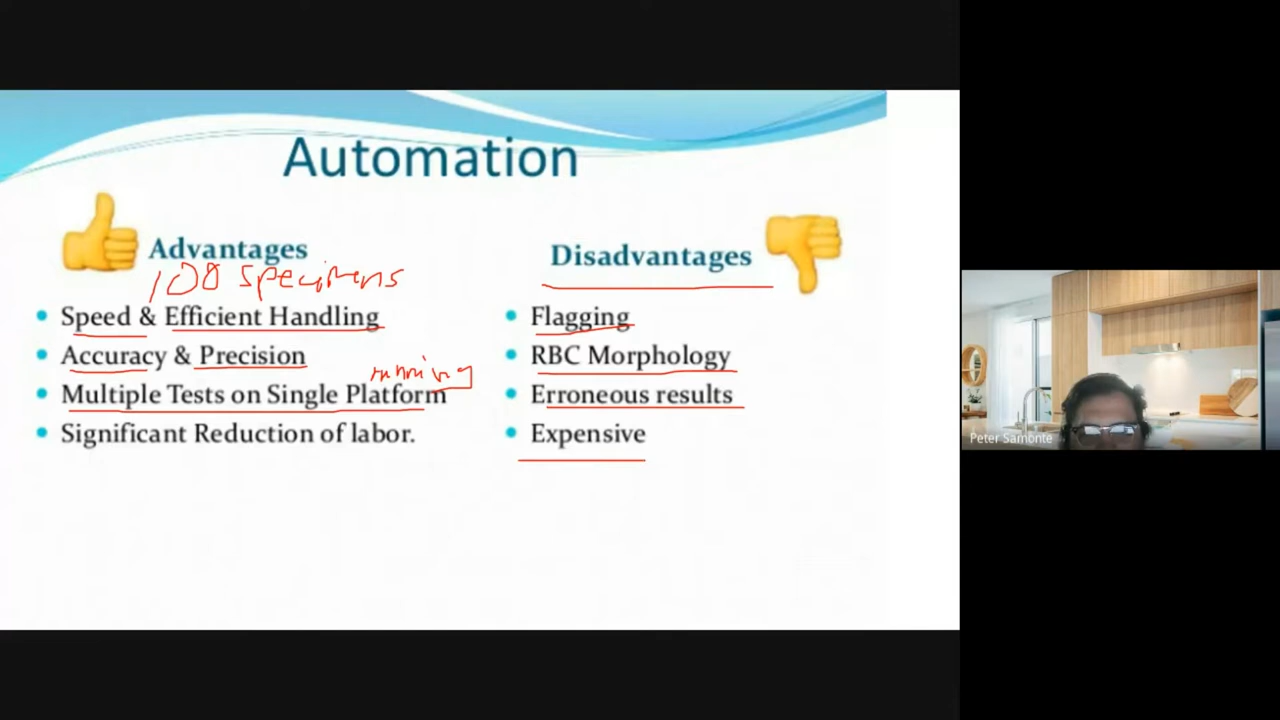 Automation
Advantages
100 specimens
Speed & Efficient Handling
Accuracy & Precision
running
Multiple Tests on Single Platform
Significant Reduction of labor.
Disadvantages
Flagging
RBC Morphology
Erroneous results
Expensive
Peter Samonte